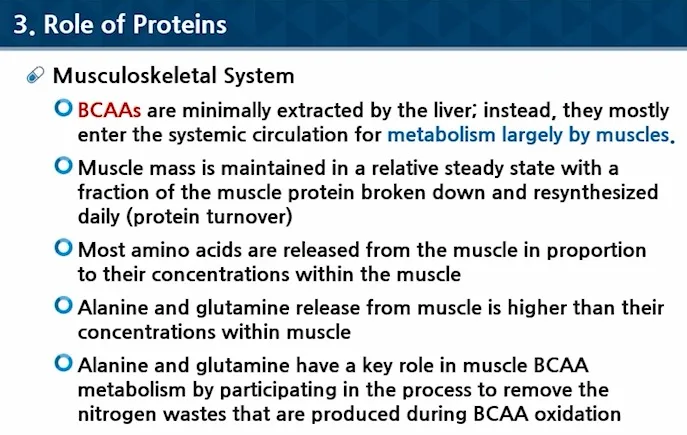 3. Role of Proteins
Musculoskeletal System
BCAAs are minimally extracted by the liver; instead, they mostly
enter the systemic circulation for metabolism largely by muscles.
Muscle mass is maintained in a relative steady state with a
fraction of the muscle protein broken down and resynthesized
daily (protein turnover)
Most amino acids are released from the muscle in proportion
to their concentrations within the muscle
Alanine and glutamine release from muscle is higher than their
concentrations within muscle
Alanine and glutamine have a key role in muscle BCAA
metabolism by participating in the process to remove the
nitrogen wastes that are produced during BCAA oxidation